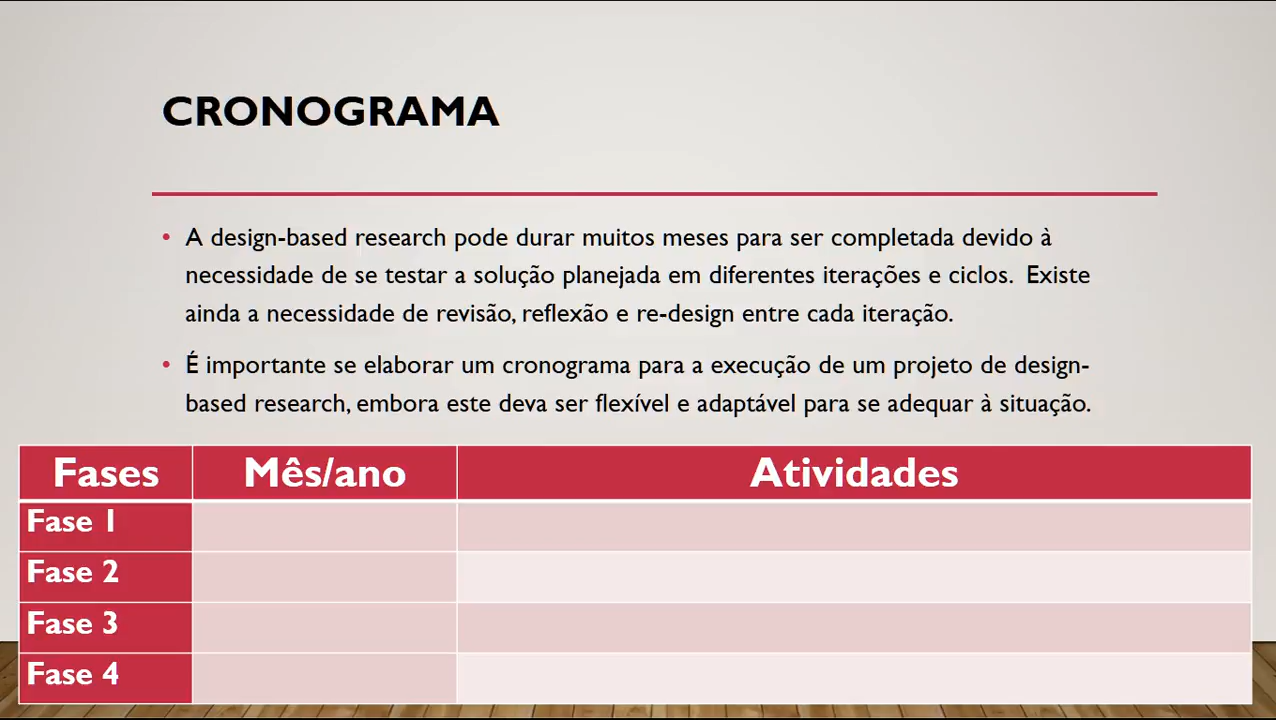 CRONOGRAMA
• A design-based research pode durar muitos meses para ser completada devido à
necessidade de se testar a solução planejada em diferentes iterações e ciclos.  Existe
ainda a necessidade de revisão, reflexão e re-design entre cada iteração.
• É importante se elaborar um cronograma para a execução de um projeto de design-
based research, embora este deva ser flexível e adaptável para se adequar à situação.
Fases Mês/ano Atividades
Fase 1
Fase 2
Fase 3
Fase 4